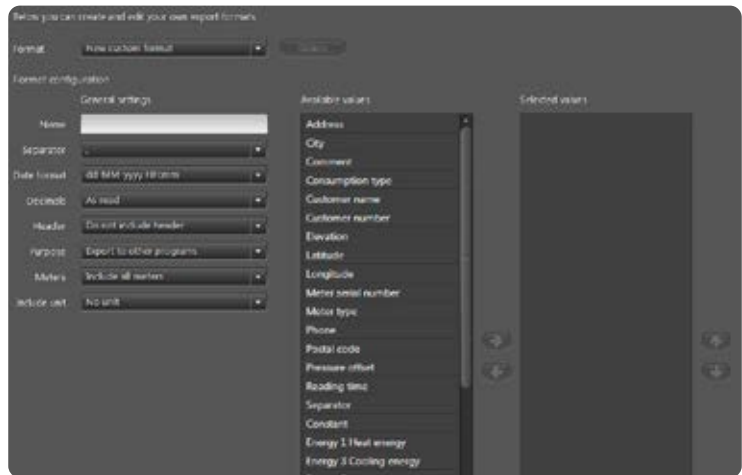 Below you can create and edit your own export formats
Format New custom format
Format configuration
General settings
Name
Separator
Date format dd-MM-yyyy HH:mm
Decimals As read
Header Do not include header
Purpose Export to other programs
Meters Include all meters
Include unit No unit
Available values
Address
City
Comment
Consumption type
Customer name
Customer number
Elevation
Latitude
Longitude
Meter serial number
Meter type
Phone
Postal code
Pressure offset
Reading time
Separator
Constant
Energy 1 Heat energy
Energy 3 Cooling energy
Selected values